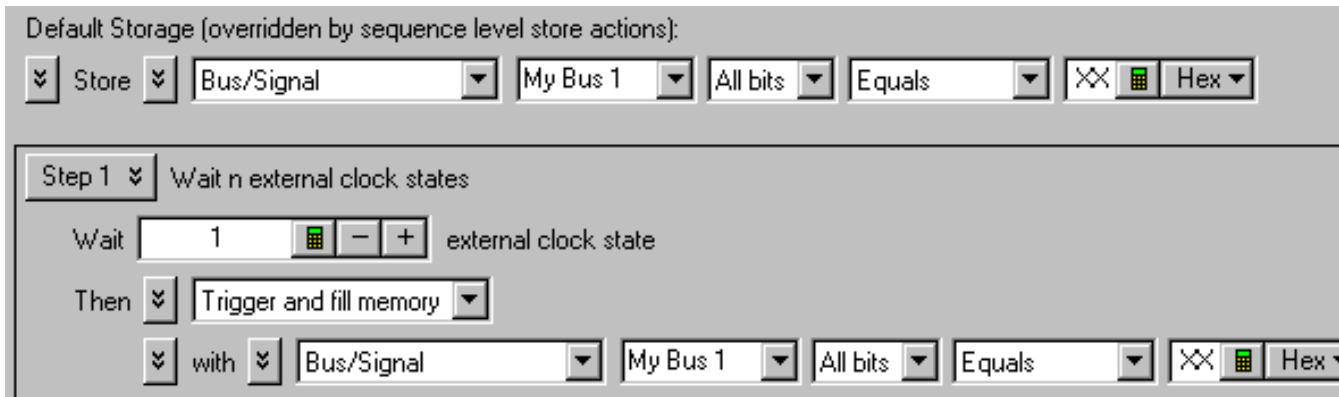 Default Storage (overridden by sequence level store actions):
Store Bus/Signal My Bus 1 All bits Equals XX Hex
Step 1 Wait n external clock states
Wait 1 − + external clock state
Then Trigger and fill memory
with Bus/Signal My Bus 1 All bits Equals XX Hex